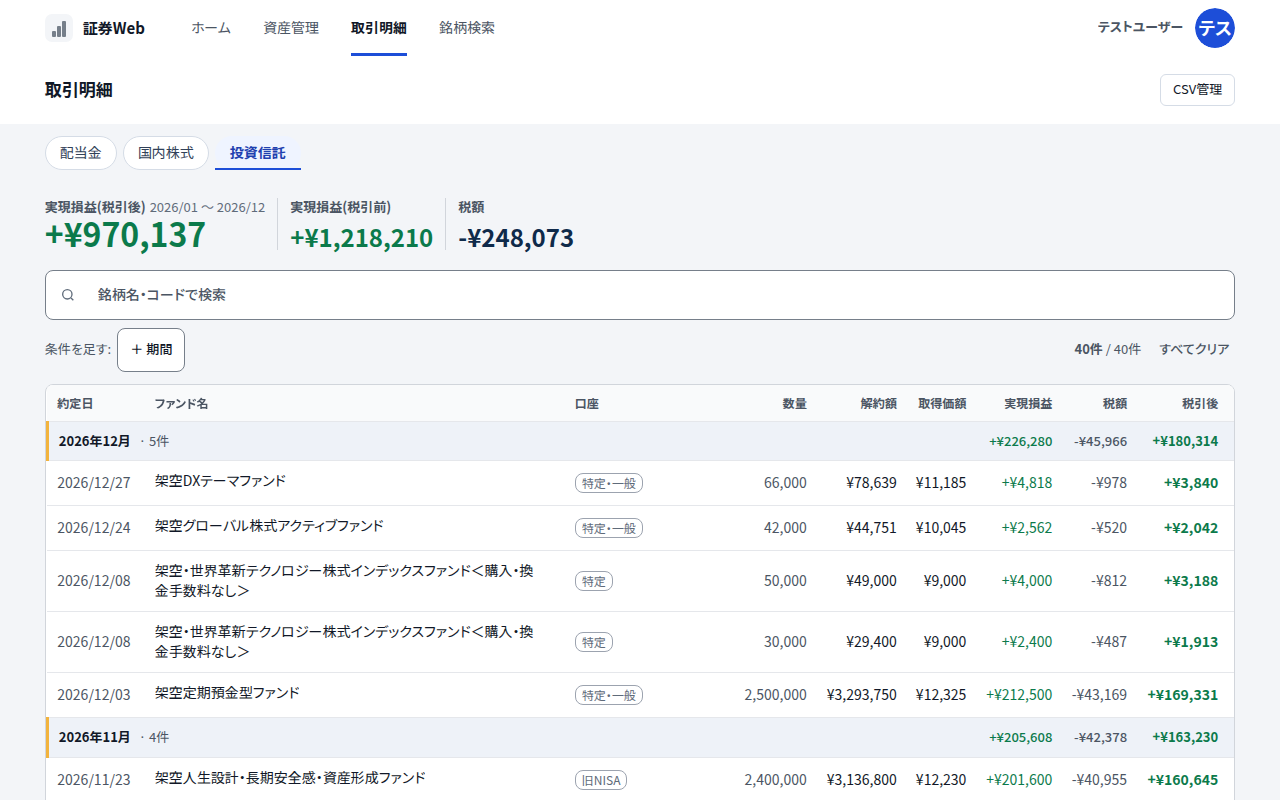 証券Web
ホーム
資産管理
取引明細
銘柄検索
テストユーザー
テス
取引明細
CSV管理
配当金
国内株式
投資信託
実現損益(税引後) 2026/01 〜 2026/12
+¥970,137
実現損益(税引前)
+¥1,218,210
税額
-¥248,073
銘柄名・コードで検索
条件を足す: ＋ 期間
40件 / 40件 すべてクリア
約定日 ファンド名 口座 数量 解約額 取得価額 実現損益 税額 税引後
2026年12月 · 5件 +¥226,280 -¥45,966 +¥180,314
2026/12/27 架空DXテーマファンド 特定・一般 66,000 ¥78,639 ¥11,185 +¥4,818 -¥978 +¥3,840
2026/12/24 架空グローバル株式アクティブファンド 特定・一般 42,000 ¥44,751 ¥10,045 +¥2,562 -¥520 +¥2,042
2026/12/08 架空・世界革新テクノロジー株式インデックスファンド＜購入・換
金手数料なし＞ 特定 50,000 ¥49,000 ¥9,000 +¥4,000 -¥812 +¥3,188
2026/12/08 架空・世界革新テクノロジー株式インデックスファンド＜購入・換
金手数料なし＞ 特定 30,000 ¥29,400 ¥9,000 +¥2,400 -¥487 +¥1,913
2026/12/03 架空定期預金型ファンド 特定・一般 2,500,000 ¥3,293,750 ¥12,325 +¥212,500 -¥43,169 +¥169,331
2026年11月 · 4件 +¥205,608 -¥42,378 +¥163,230
2026/11/23 架空人生設計・長期安全感・資産形成ファンド 旧NISA 2,400,000 ¥3,136,800 ¥12,230 +¥201,600 -¥40,955 +¥160,645